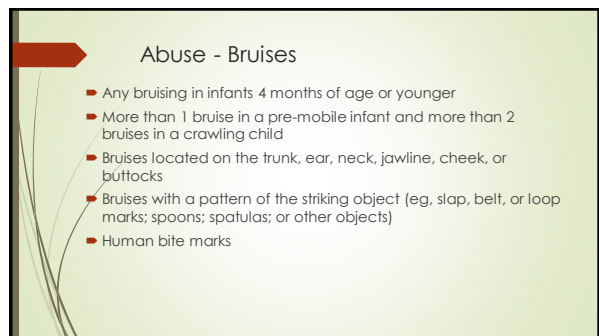 Abuse - Bruises
Any bruising in infants 4 months of age or younger
More than 1 bruise in a pre-mobile infant and more than 2
bruises in a crawling child
Bruises located on the trunk, ear, neck, jawline, cheek, or
buttocks
Bruises with a pattern of the striking object (eg, slap, belt, or loop
marks; spoons; spatulas; or other objects)
Human bite marks